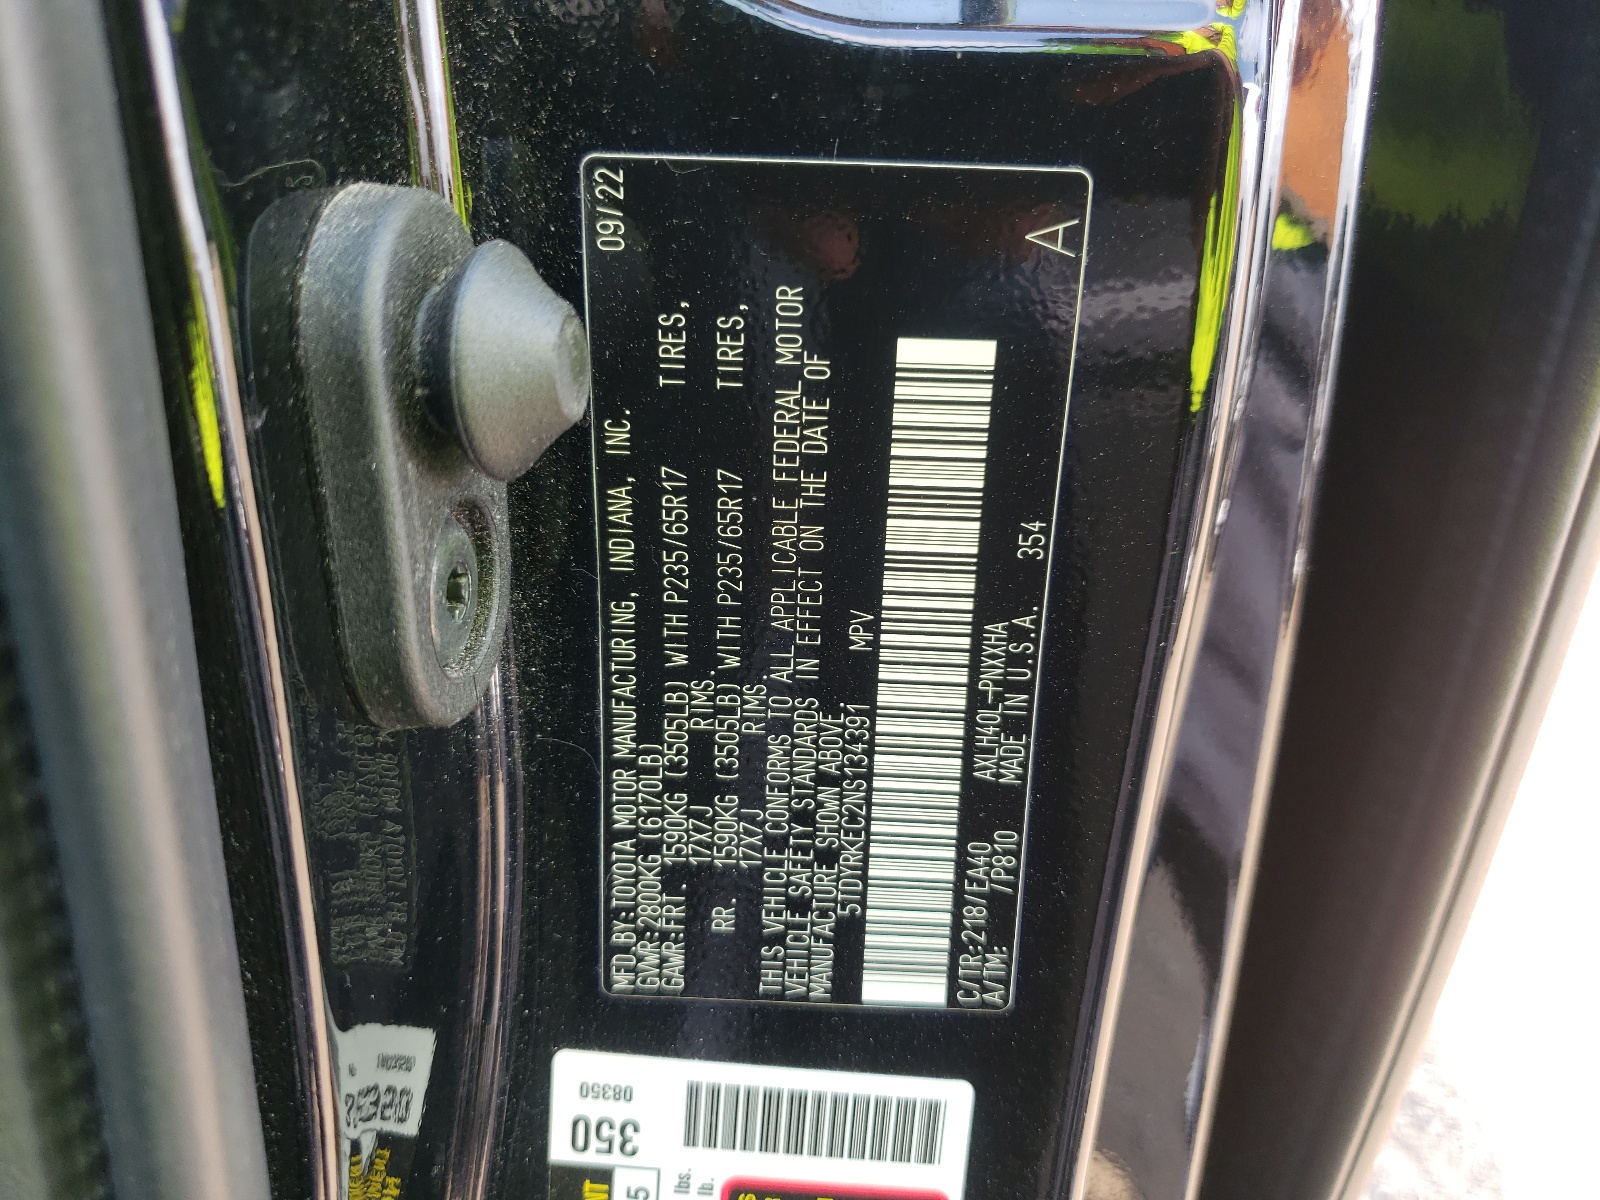 MFD.BY:TOYOTA MOTOR MANUFACTURING, INDIANA, INC. 09/22
GVWR:2800KG (6170LB)
GAWR:FRT. 1590KG (3505LB) WITH P235/65R17 TIRES,
17X7J RIMS.
RR. 1590KG (3505LB) WITH P235/65R17 TIRES,
17X7J RIMS.
THIS VEHICLE CONFORMS TO ALL APPLICABLE FEDERAL MOTOR
VEHICLE SAFETY STANDARDS IN EFFECT ON THE DATE OF
MANUFACTURE SHOWN ABOVE
5TDYRKEC2NS134391 MPV
C/TR:218/EA40 AXLH40L-PNXXHA
A/TM: /P810 MADE IN U.S.A. 354
A
08350
350
lbs.
lb.
NT
5